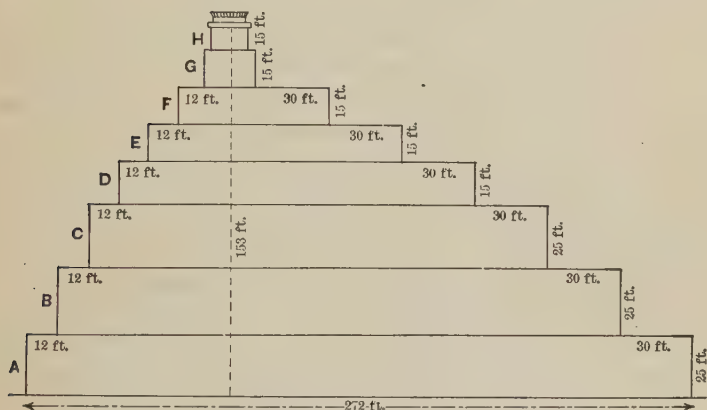 H 15 ft.
G 15 ft.
F 12 ft. 30 ft. 15 ft.
E 12 ft. 30 ft. 15 ft.
D 12 ft. 30 ft. 15 ft.
C 12 ft. 153 ft. 30 ft. 25 ft.
B 12 ft. 30 ft. 25 ft.
A 12 ft. 30 ft. 25 ft.
272 ft.